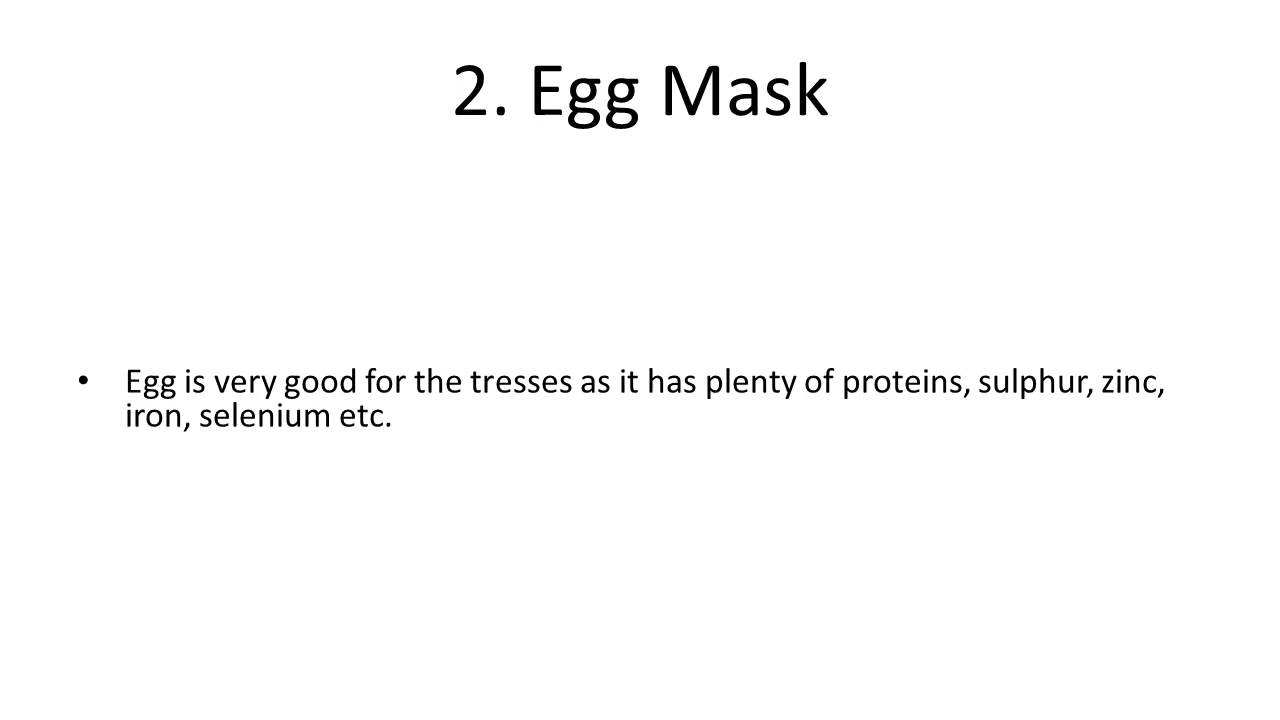 2. Egg Mask
• Egg is very good for the tresses as it has plenty of proteins, sulphur, zinc,
iron, selenium etc.